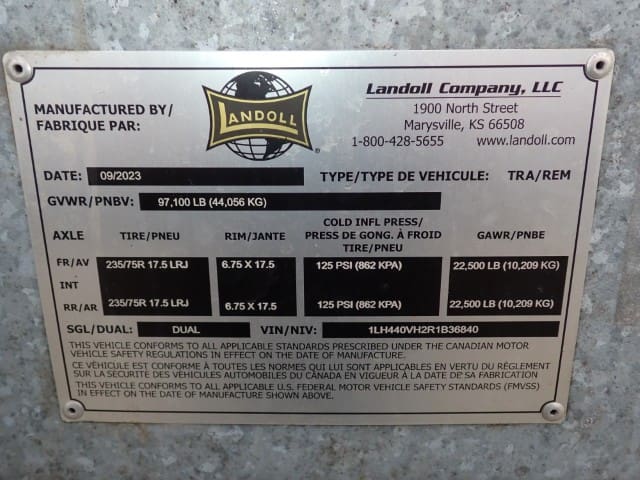 MANUFACTURED BY/
FABRIQUE PAR:
LANDOLL
®
Landoll Company, LLC
1900 North Street
Marysville, KS 66508
1-800-428-5655 www.landoll.com
DATE: 09/2023 TYPE/TYPE DE VEHICULE: TRA/REM
GVWR/PNBV: 97,100 LB (44,056 KG)
AXLE TIRE/PNEU RIM/JANTE COLD INFL PRESS/ PRESS DE GONG. À FROID TIRE/PNEU GAWR/PNBE
FR/AV 235/75R 17.5 LRJ 6.75 X 17.5 125 PSI (862 KPA) 22,500 LB (10,209 KG)
INT
RR/AR 235/75R 17.5 LRJ 6.75 X 17.5 125 PSI (862 KPA) 22,500 LB (10,209 KG)
SGL/DUAL: DUAL VIN/NIV: 1LH440VH2R1B36840
THIS VEHICLE CONFORMS TO ALL APPLICABLE STANDARDS PRESCRIBED UNDER THE CANADIAN MOTOR
VEHICLE SAFETY REGULATIONS IN EFFECT ON THE DATE OF MANUFACTURE.
CE VÉHICULE EST CONFORME À TOUTES LES NORMES QUI LUI SONT APPLICABLES EN VERTU DU RÈGLEMENT
SUR LA SECURITE DES VÉHICULES AUTOMOBILES DU CANADA EN VIGUEUR À LA DATE DE SA FABRICATION
THIS VEHICLE CONFORMS TO ALL APPLICABLE U.S. FEDERAL MOTOR VEHICLE SAFETY STANDARDS (FMVSS)
IN EFFECT ON THE DATE OF MANUFACTURE SHOWN ABOVE.